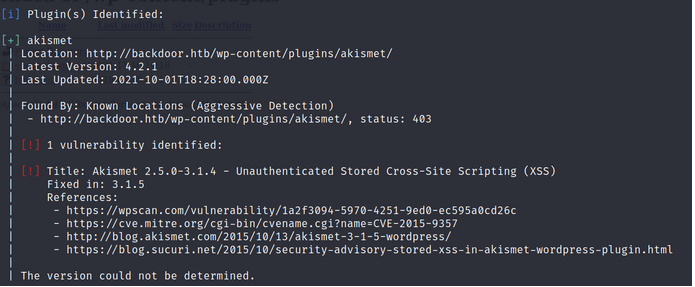 [i] Plugin(s) Identified:
[+] akismet
| Location: http://backdoor.htb/wp-content/plugins/akismet/
| Latest Version: 4.2.1
| Last Updated: 2021-10-01T18:28:00.000Z
|
| Found By: Known Locations (Aggressive Detection)
|  - http://backdoor.htb/wp-content/plugins/akismet/, status: 403
|
| [!] 1 vulnerability identified:
|
| [!] Title: Akismet 2.5.0-3.1.4 - Unauthenticated Stored Cross-Site Scripting (XSS)
|     Fixed in: 3.1.5
|     References:
|      - https://wpscan.com/vulnerability/1a2f3094-5970-4251-9ed0-ec595a0cd26c
|      - https://cve.mitre.org/cgi-bin/cvename.cgi?name=CVE-2015-9357
|      - http://blog.akismet.com/2015/10/13/akismet-3-1-5-wordpress/
|      - https://blog.sucuri.net/2015/10/security-advisory-stored-xss-in-akismet-wordpress-plugin.html
|
| The version could not be determined.